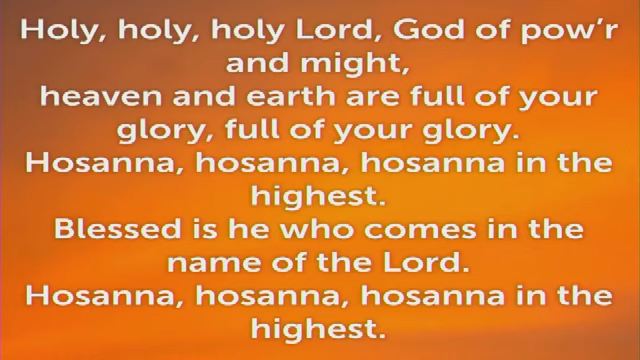 Holy, holy, holy Lord, God of pow’r
and might,
heaven and earth are full of your
glory, full of your glory.
Hosanna, hosanna, hosanna in the
highest.
Blessed is he who comes in the
name of the Lord.
Hosanna, hosanna, hosanna in the
highest.